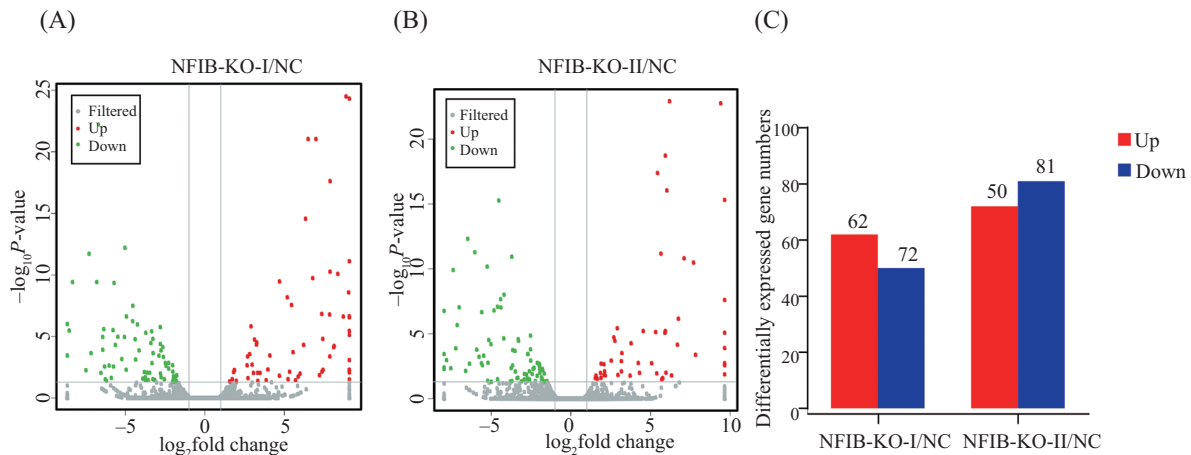 (A)
NFIB-KO-I/NC
25
20
15
10
5
0
−log₁₀P-value
Filtered
Up
Down
−5
0
5
log₂fold change
(B)
NFIB-KO-II/NC
20
15
10
5
0
−log₁₀P-value
Filtered
Up
Down
−5
0
5
10
log₂fold change
(C)
Differentially expressed gene numbers
100
80
60
40
20
0
62
72
50
81
NFIB-KO-I/NC
NFIB-KO-II/NC
Up
Down